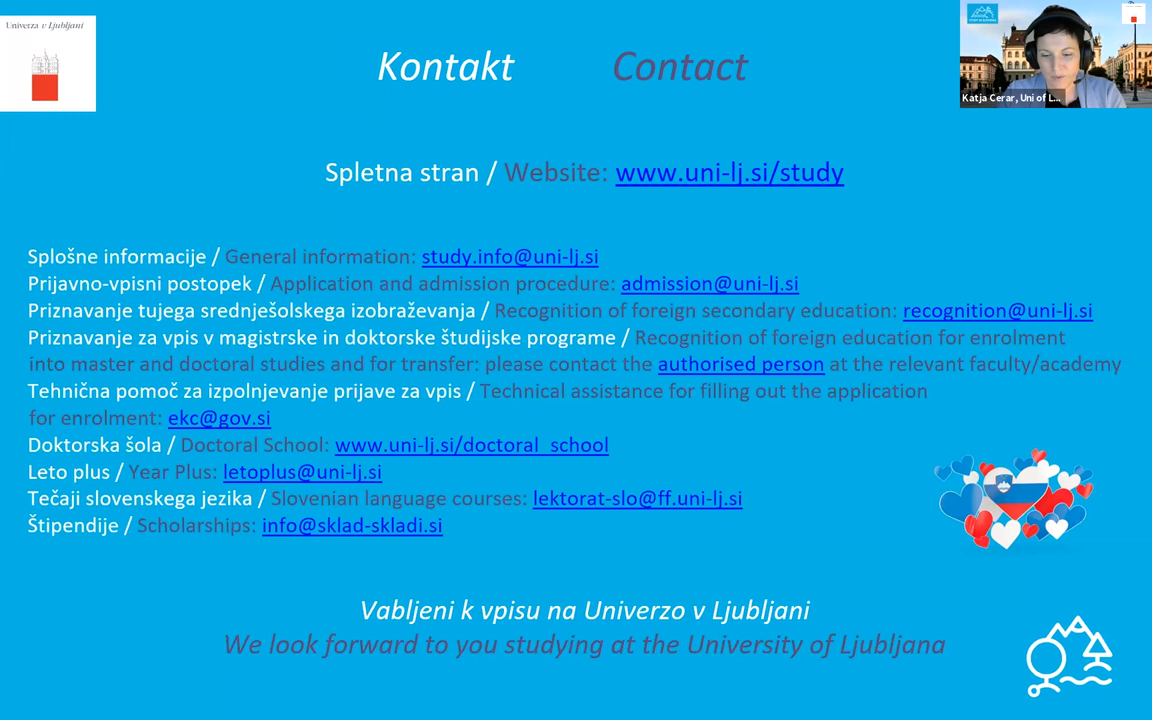 Univerza v Ljubljani
Kontakt Contact
Katja Cerar, Uni of L...
Spletna stran / Website: www.uni-lj.si/study
Splošne informacije / General information: study.info@uni-lj.si
Prijavno-vpisni postopek / Application and admission procedure: admission@uni-lj.si
Priznavanje tujega srednješolskega izobraževanja / Recognition of foreign secondary education: recognition@uni-lj.si
Priznavanje za vpis v magistrske in doktorske študijske programe / Recognition of foreign education for enrolment
into master and doctoral studies and for transfer: please contact the authorised person at the relevant faculty/academy
Tehnična pomoč za izpolnjevanje prijave za vpis / Technical assistance for filling out the application
for enrolment: ekc@gov.si
Doktorska šola / Doctoral School: www.uni-lj.si/doctoral_school
Leto plus / Year Plus: letoplus@uni-lj.si
Tečaji slovenskega jezika / Slovenian language courses: lektorat-slo@ff.uni-lj.si
Štipendije / Scholarships: info@sklad-skladi.si
Vabljeni k vpisu na Univerzo v Ljubljani
We look forward to you studying at the University of Ljubljana